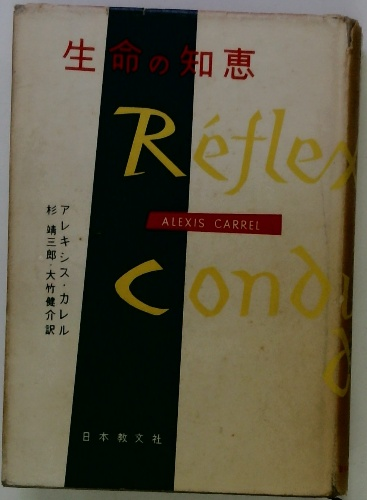 生命の知恵
Réflex
ALEXIS CARREL
Condu
d
アレキシス・カレル
杉靖三郎・大竹健介訳
日本教文社